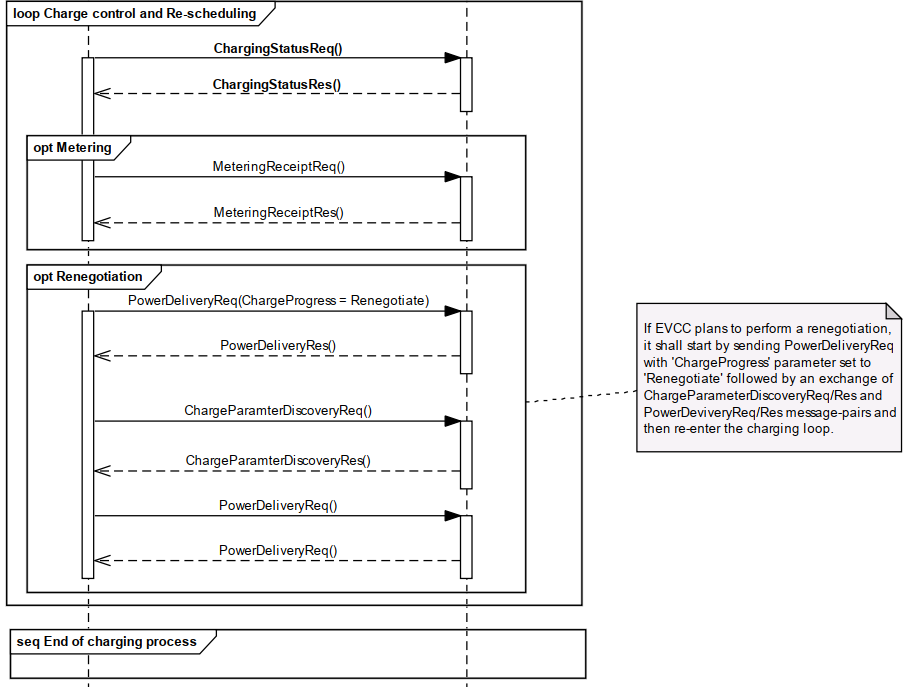 loop Charge control and Re-scheduling
ChargingStatusReq()
ChargingStatusRes()
opt Metering
MeteringReceiptReq()
MeteringReceiptRes()
opt Renegotiation
PowerDeliveryReq(ChargeProgress = Renegotiate)
PowerDeliveryRes()
ChargeParamterDiscoveryReq()
ChargeParamterDiscoveryRes()
PowerDeliveryReq()
PowerDeliveryReq()
If EVCC plans to perform a renegotiation,
it shall start by sending PowerDeliveryReq
with 'ChargeProgress' parameter set to
'Renegotiate' followed by an exchange of
ChargeParameterDiscoveryReq/Res and
PowerDeviveryReq/Res message-pairs and
then re-enter the charging loop.
seq End of charging process